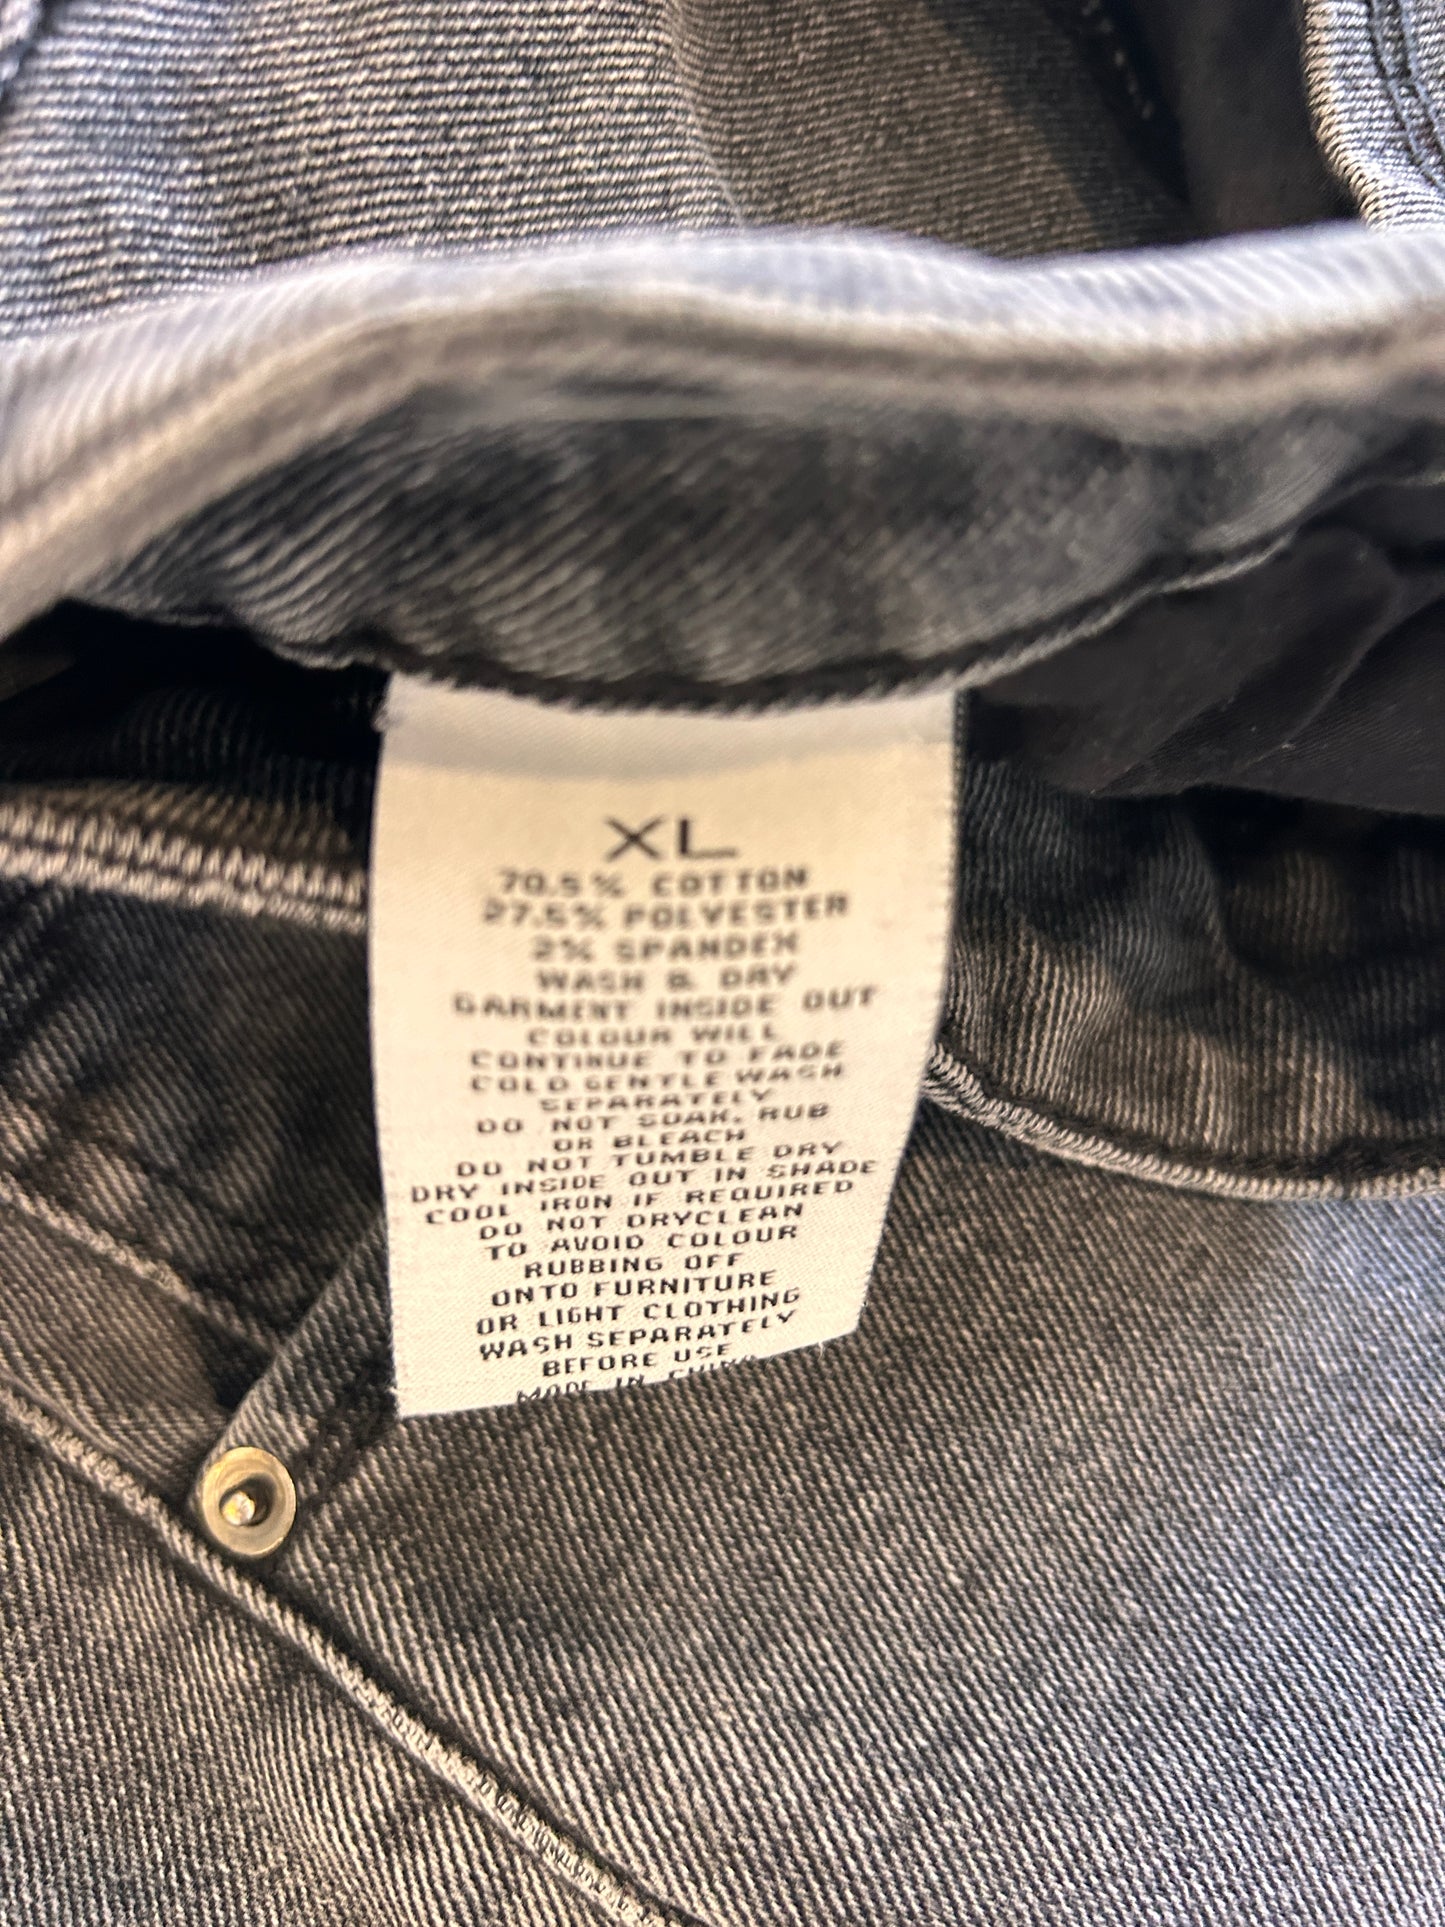 XL
70.5% COTTON
27.5% POLYESTER
2% SPANDEX
WASH & DRY
GARMENT INSIDE OUT
COLOUR WILL
CONTINUE TO FADE
COLD GENTLE WASH
SEPARATELY
DO NOT SOAK, RUB
OR BLEACH
DO NOT TUMBLE DRY
DRY INSIDE OUT IN SHADE
COOL IRON IF REQUIRED
DO NOT DRYCLEAN
TO AVOID COLOUR
RUBBING OFF
ONTO FURNITURE
OR LIGHT CLOTHING
WASH SEPARATELY
BEFORE USE
MADE IN CHINA